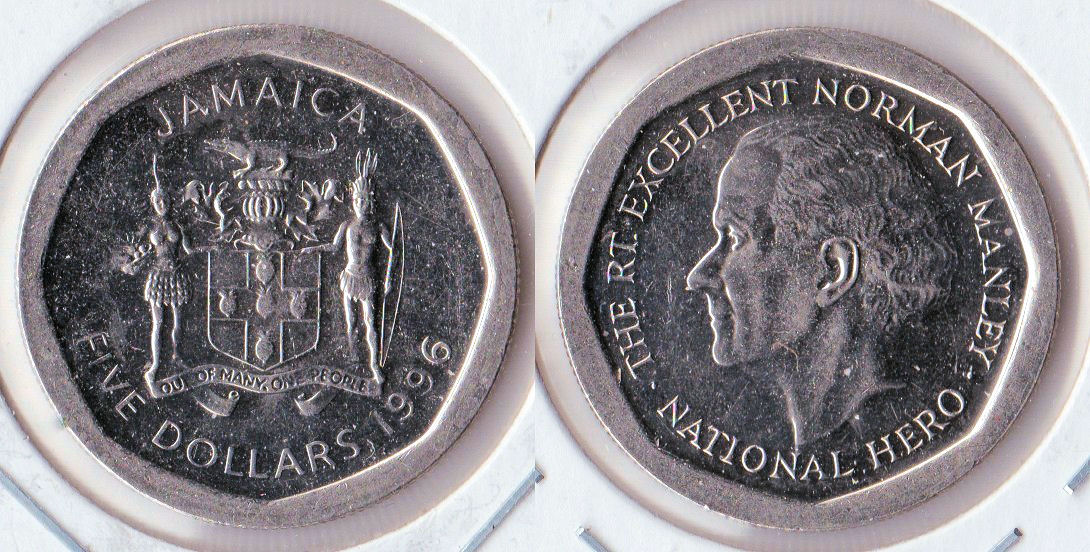 JAMAICA
OUT OF MANY, ONE PEOPLE
FIVE DOLLARS, 1996
THE RT. EXCELLENT NORMAN MANLEY
NATIONAL HERO